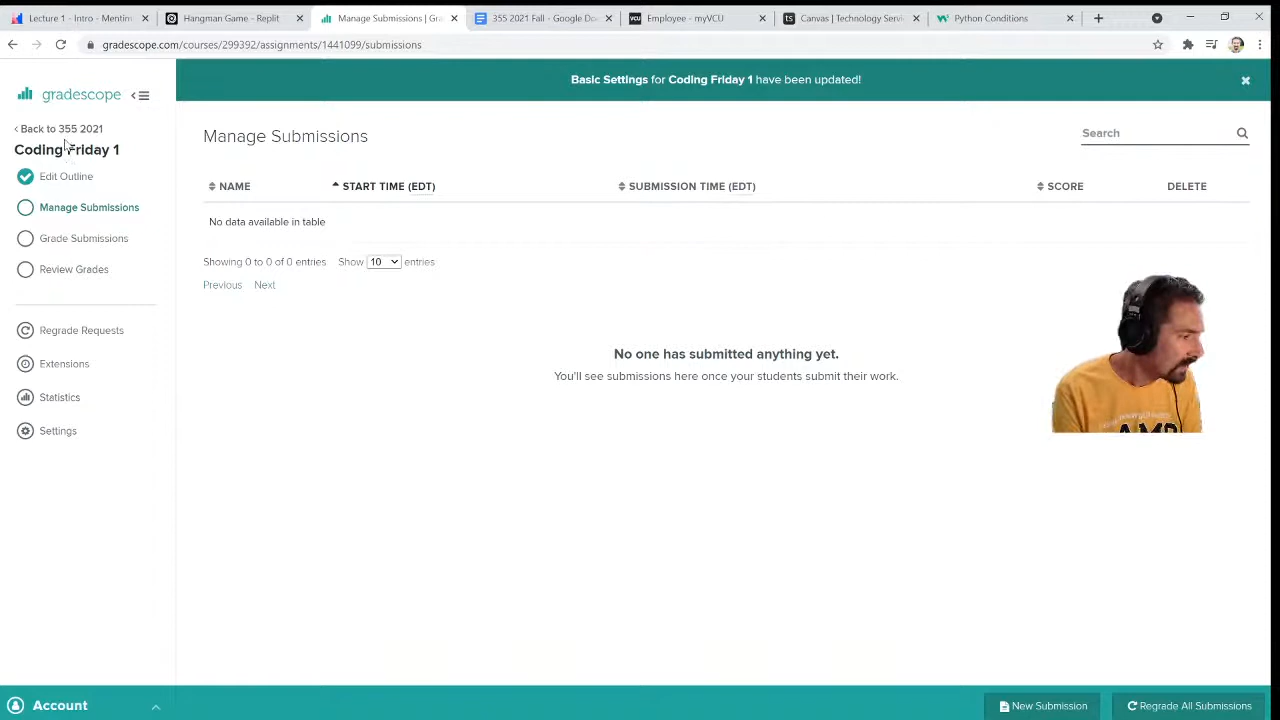 Lecture 1 - Intro - Mentim
Hangman Game - Replit
Manage Submissions | Gra
355 2021 Fall - Google Do
Employee - myVCU
Canvas | Technology Servi
Python Conditions
gradescope.com/courses/299392/assignments/1441099/submissions
gradescope
Basic Settings for Coding Friday 1 have been updated!
Back to 355 2021
Coding Friday 1
Edit Outline
Manage Submissions
Grade Submissions
Review Grades
Regrade Requests
Extensions
Statistics
Settings
Manage Submissions
Search
NAME
START TIME (EDT)
SUBMISSION TIME (EDT)
SCORE
DELETE
No data available in table
Showing 0 to 0 of 0 entries
Show 10 entries
Previous
Next
No one has submitted anything yet.
You'll see submissions here once your students submit their work.
Account
New Submission
Regrade All Submissions